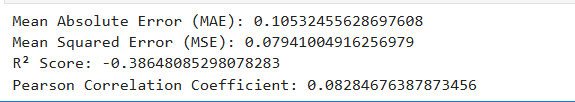 Mean Absolute Error (MAE): 0.10532455628697608
Mean Squared Error (MSE): 0.07941004916256979
R² Score: -0.38648085298078283
Pearson Correlation Coefficient: 0.08284676387873456